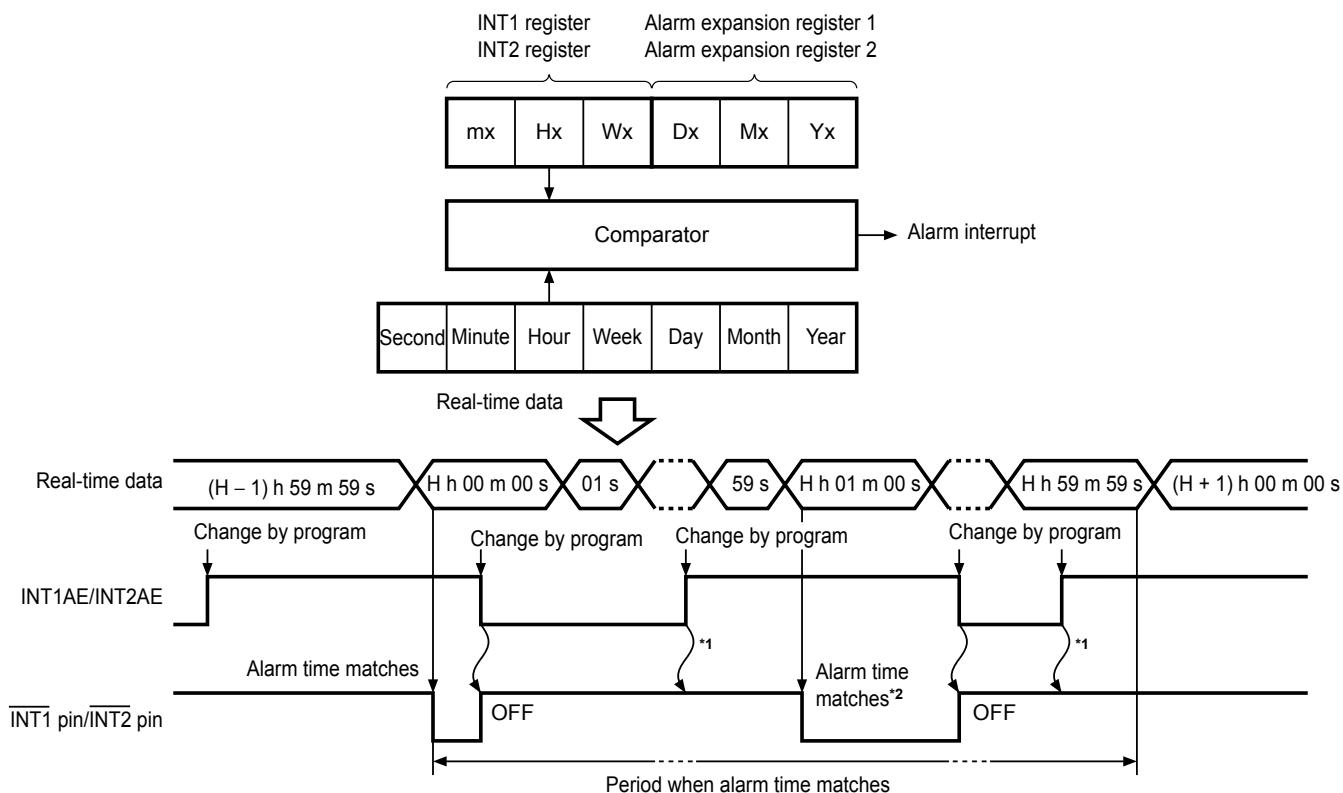 INT1 register
INT2 register
Alarm expansion register 1
Alarm expansion register 2
mx Hx Wx Dx Mx Yx
Comparator
Alarm interrupt
Second Minute Hour Week Day Month Year
Real-time data
Real-time data
(H − 1) h 59 m 59 s
H h 00 m 00 s
01 s
59 s
H h 01 m 00 s
H h 59 m 59 s
(H + 1) h 00 m 00 s
Change by program
Change by program
Change by program
Change by program
INT1AE/INT2AE
*1
*1
Alarm time matches
Alarm time
matches*2
INT1 pin/INT2 pin
OFF
OFF
Period when alarm time matches